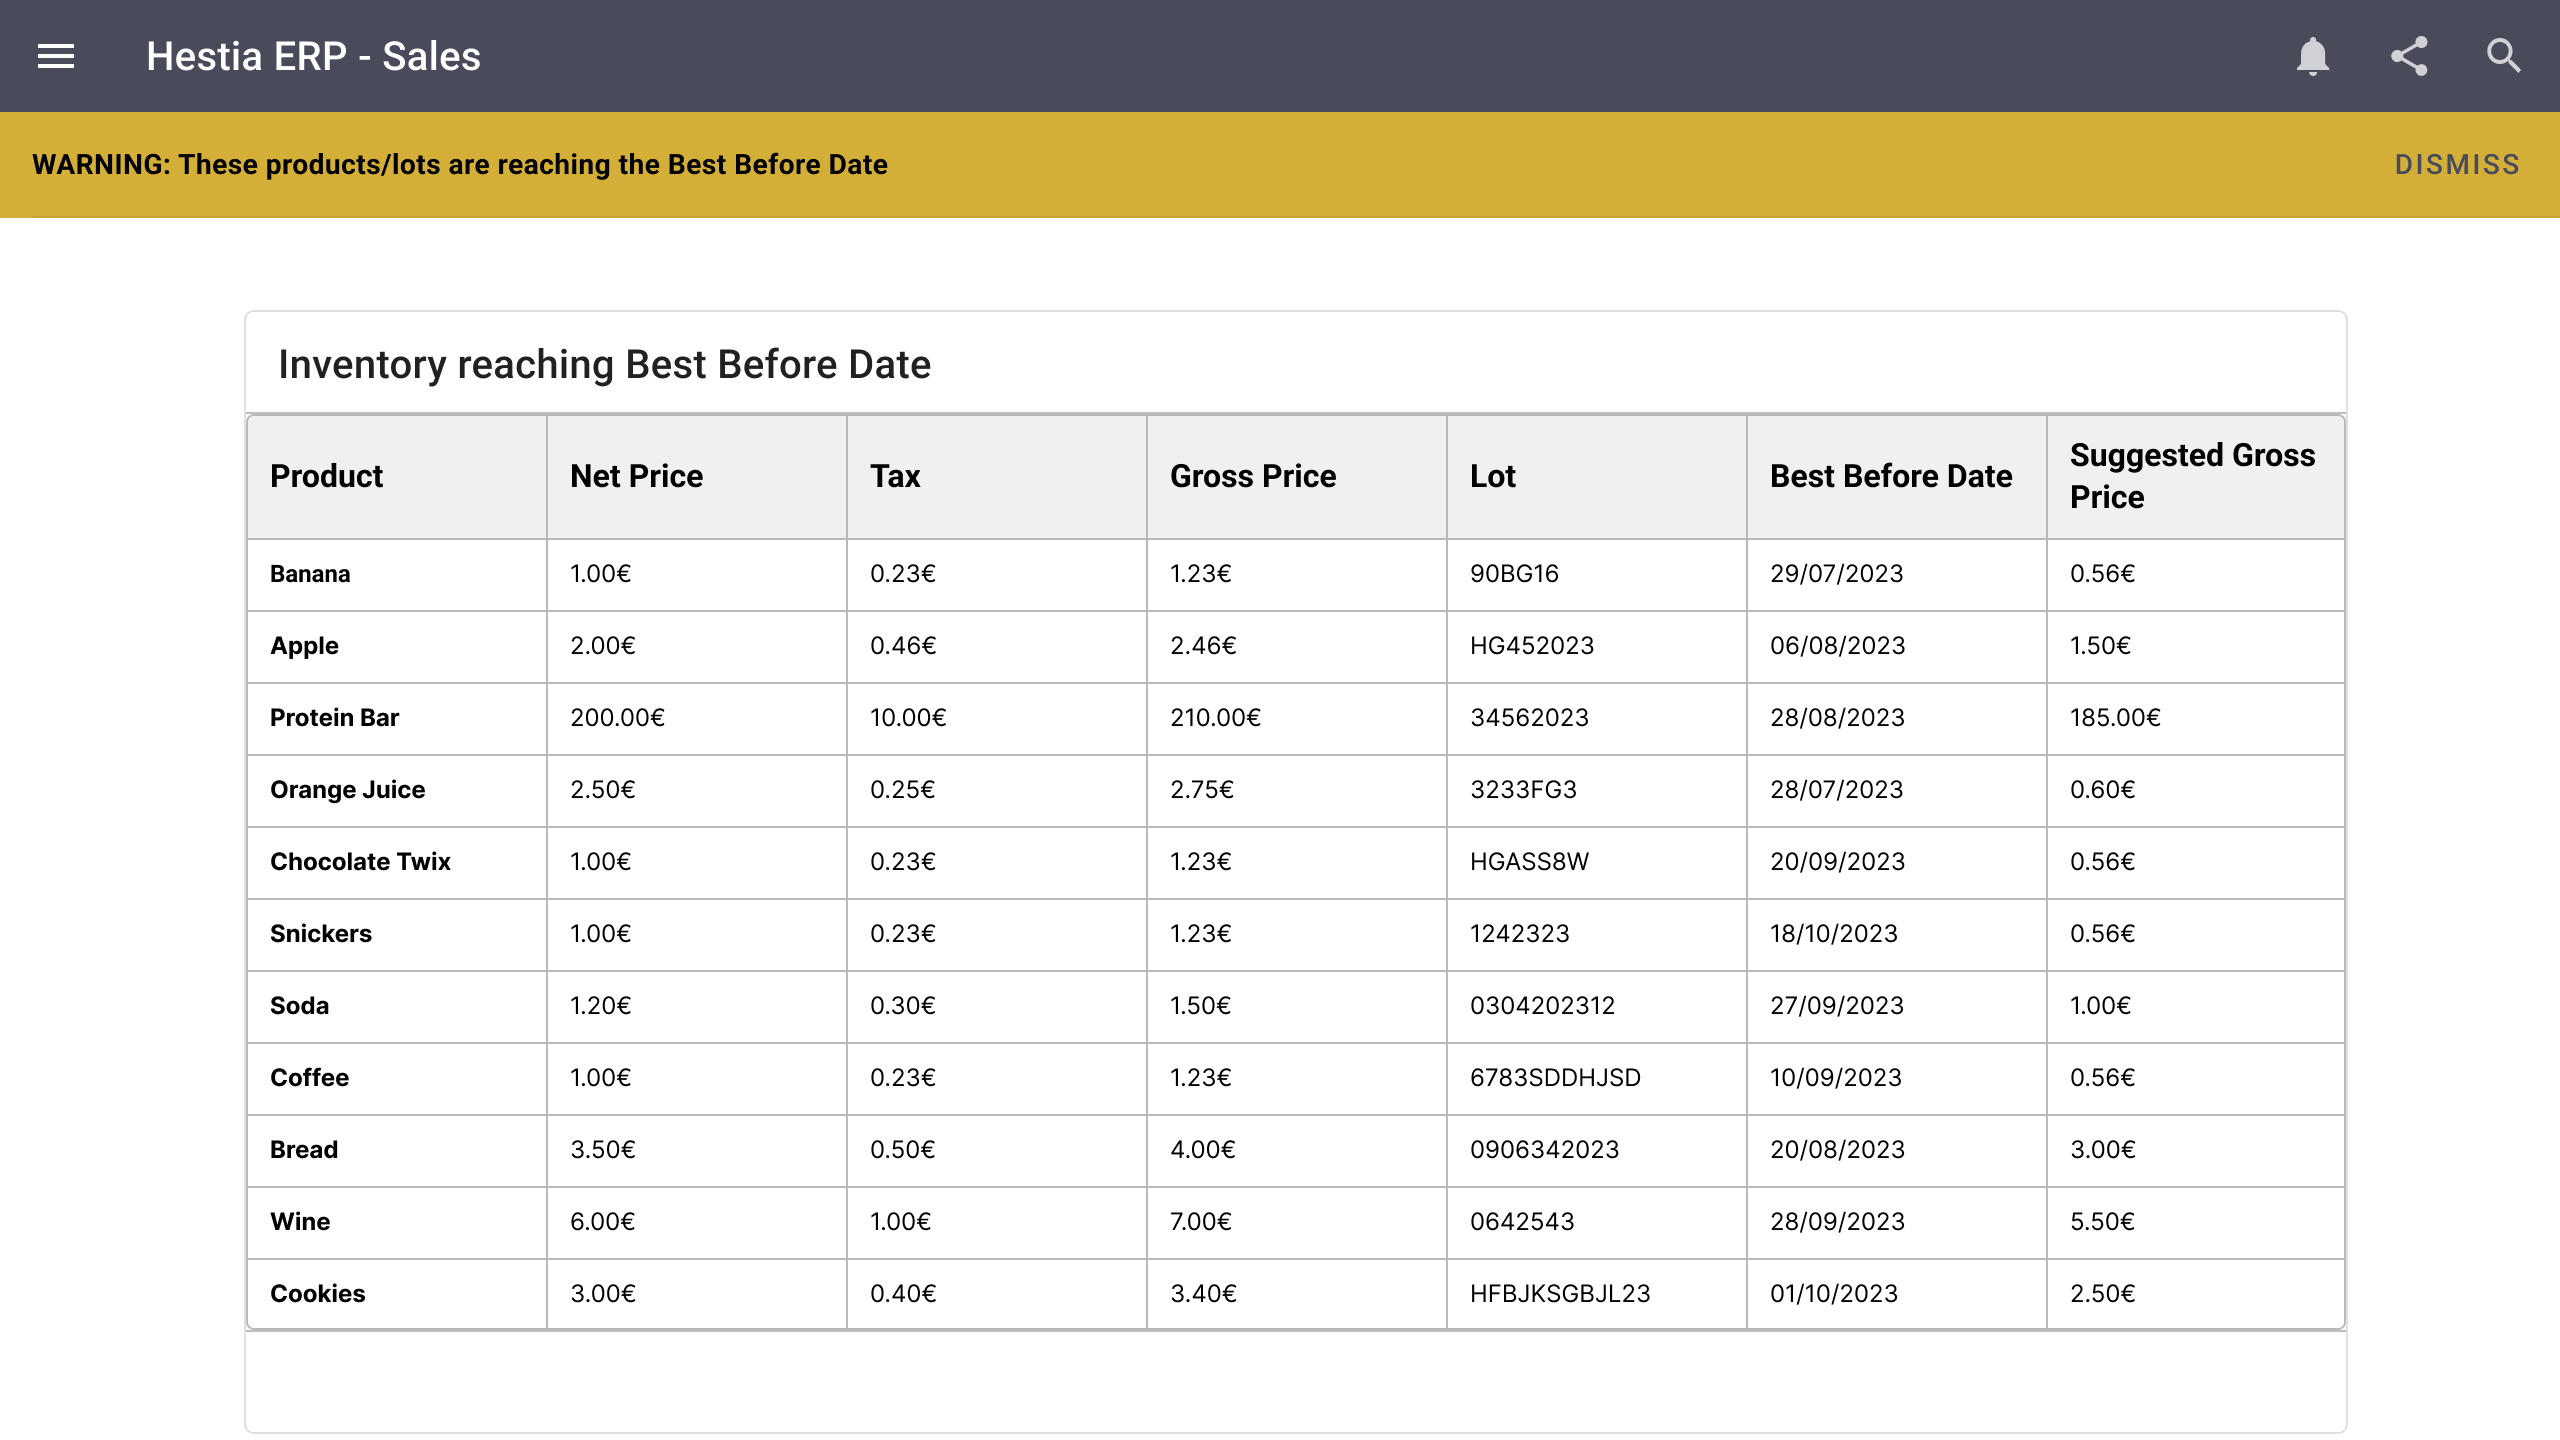 Hestia ERP - Sales
WARNING: These products/lots are reaching the Best Before Date DISMISS
Inventory reaching Best Before Date
Product Net Price Tax Gross Price Lot Best Before Date Suggested Gross Price
Banana 1.00€ 0.23€ 1.23€ 90BG16 29/07/2023 0.56€
Apple 2.00€ 0.46€ 2.46€ HG452023 06/08/2023 1.50€
Protein Bar 200.00€ 10.00€ 210.00€ 34562023 28/08/2023 185.00€
Orange Juice 2.50€ 0.25€ 2.75€ 3233FG3 28/07/2023 0.60€
Chocolate Twix 1.00€ 0.23€ 1.23€ HGASS8W 20/09/2023 0.56€
Snickers 1.00€ 0.23€ 1.23€ 1242323 18/10/2023 0.56€
Soda 1.20€ 0.30€ 1.50€ 0304202312 27/09/2023 1.00€
Coffee 1.00€ 0.23€ 1.23€ 6783SDDHJSD 10/09/2023 0.56€
Bread 3.50€ 0.50€ 4.00€ 0906342023 20/08/2023 3.00€
Wine 6.00€ 1.00€ 7.00€ 0642543 28/09/2023 5.50€
Cookies 3.00€ 0.40€ 3.40€ HFBJKSGBJL23 01/10/2023 2.50€